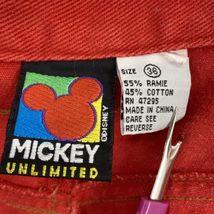 ©DISNEY
MICKEY
UNLIMITED
SIZE 36
55% RAMIE
45% COTTON
RN 47295
MADE IN CHINA
CARE SEE
REVERSE